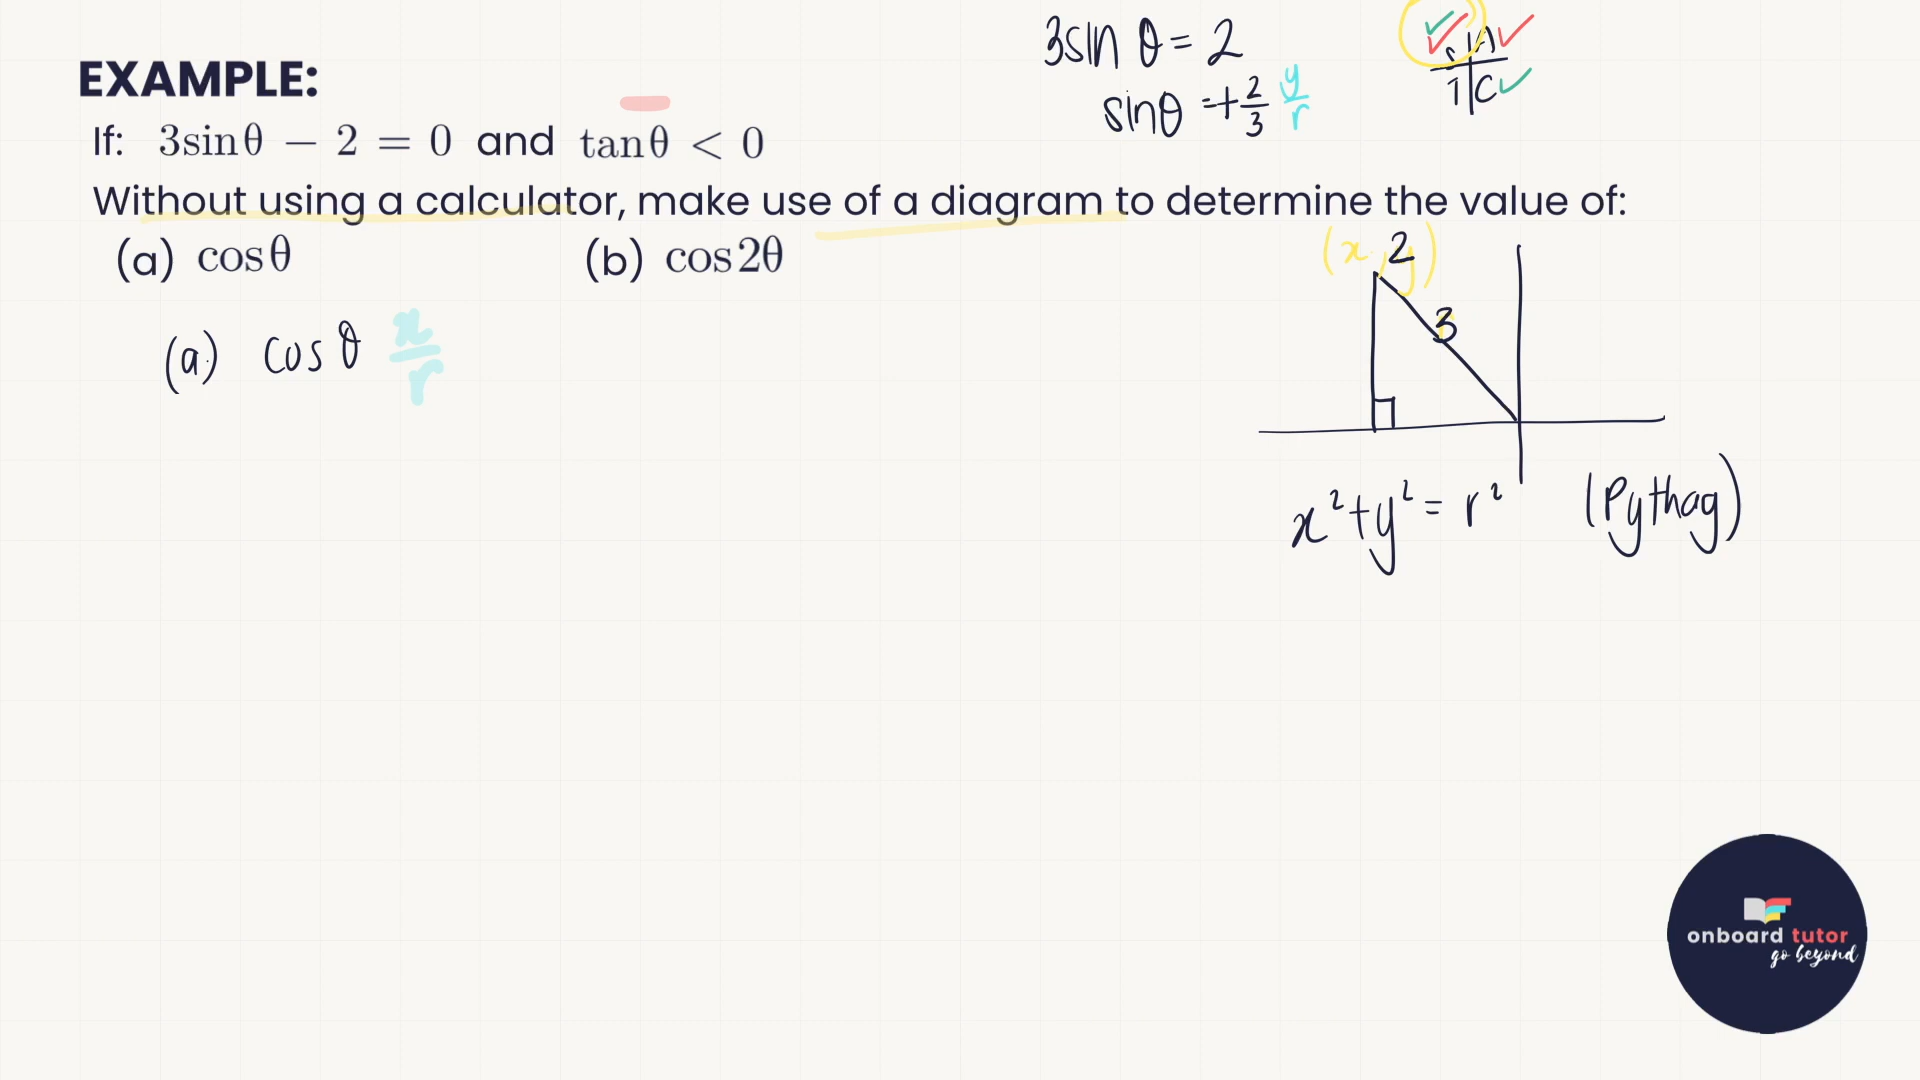 3sin θ = 2
sinθ = + 2/3 y/r
S A
T C
EXAMPLE:
If: 3sinθ − 2 = 0 and tanθ < 0
Without using a calculator, make use of a diagram to determine the value of:
(a) cosθ (b) cos2θ
(x, y) 2
3
(a) cos θ x/r
x² + y² = r² (Pythag)
onboard tutor
go beyond